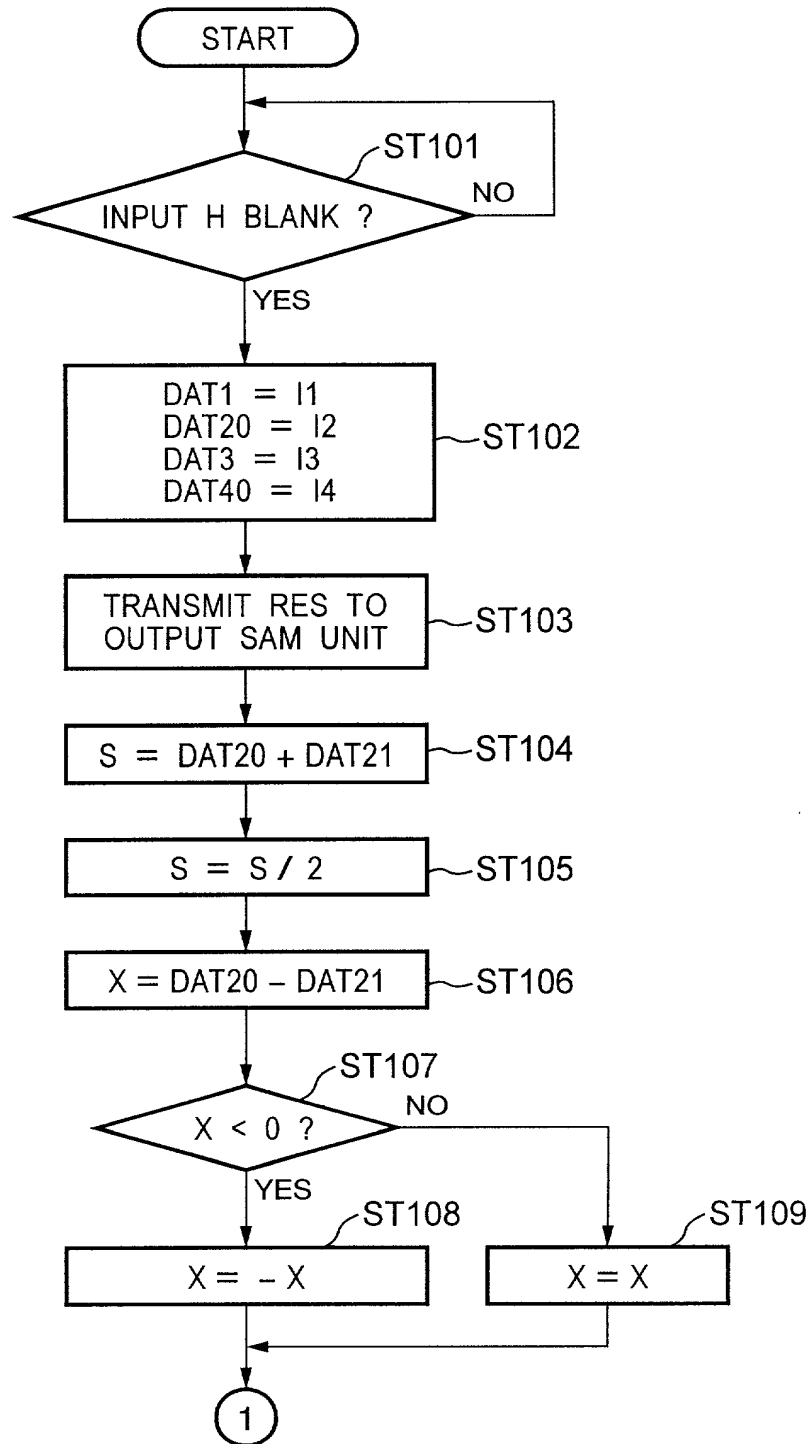 START
ST101
INPUT H BLANK ?
NO
YES
DAT1 = I1
DAT20 = I2
DAT3 = I3
DAT40 = I4
ST102
TRANSMIT RES TO
OUTPUT SAM UNIT
ST103
S = DAT20 + DAT21
ST104
S = S / 2
ST105
X = DAT20 – DAT21
ST106
ST107
X < 0 ?
NO
YES
ST108
X = – X
ST109
X = X
1